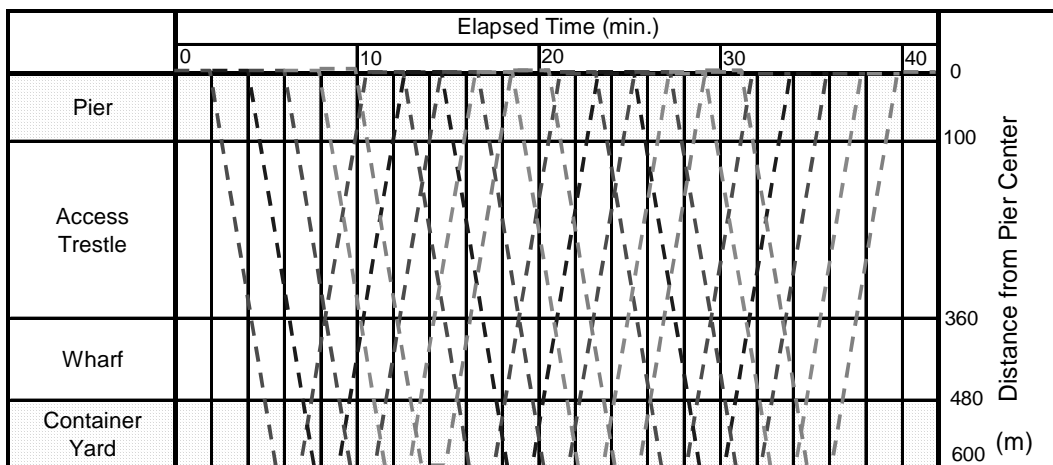 Elapsed Time (min.)
0 10 20 30 40
Pier
Access
Trestle
Wharf
Container
Yard
0
100
360
480
600
Distance from Pier Center
(m)